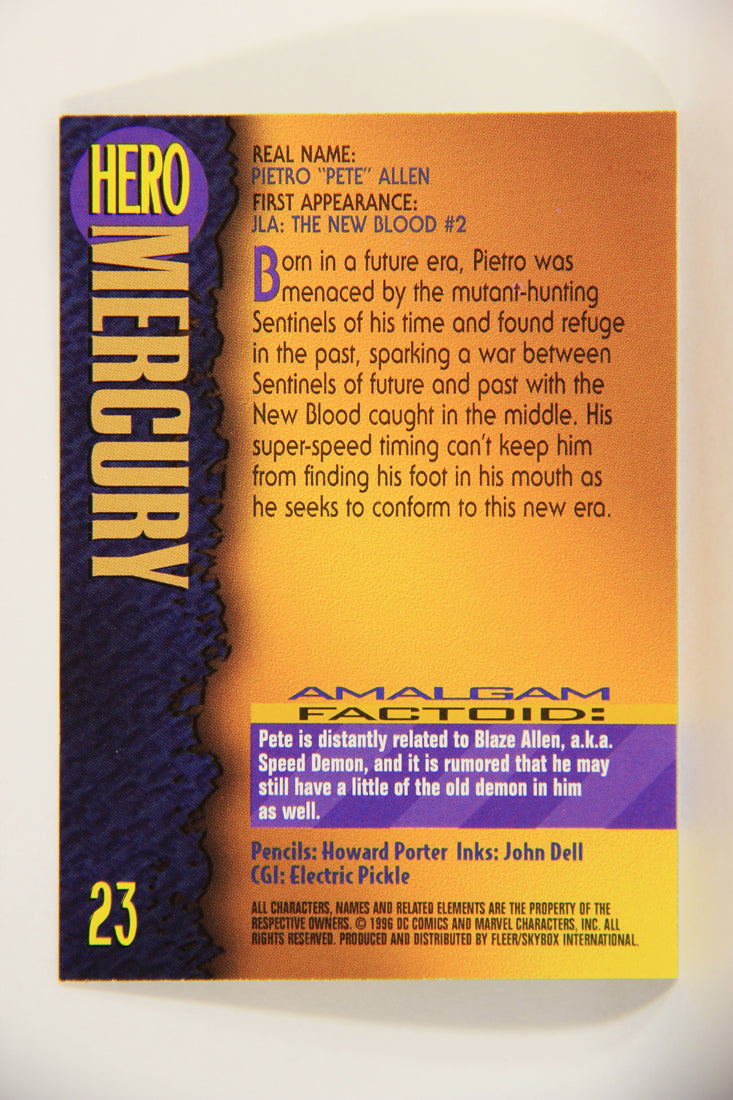 HERO
MERCURY
REAL NAME:
PIETRO "PETE" ALLEN
FIRST APPEARANCE:
JLA: THE NEW BLOOD #2
Born in a future era, Pietro was
menaced by the mutant-hunting
Sentinels of his time and found refuge
in the past, sparking a war between
Sentinels of future and past with the
New Blood caught in the middle. His
super-speed timing can't keep him
from finding his foot in his mouth as
he seeks to conform to this new era.
AMALGAM
FACTOID:
Pete is distantly related to Blaze Allen, a.k.a.
Speed Demon, and it is rumored that he may
still have a little of the old demon in him
as well.
Pencils: Howard Porter Inks: John Dell
CGI: Electric Pickle
ALL CHARACTERS, NAMES AND RELATED ELEMENTS ARE THE PROPERTY OF THE
RESPECTIVE OWNERS. © 1996 DC COMICS AND MARVEL CHARACTERS, INC. ALL
RIGHTS RESERVED. PRODUCED AND DISTRIBUTED BY FLEER/SKYBOX INTERNATIONAL.
23